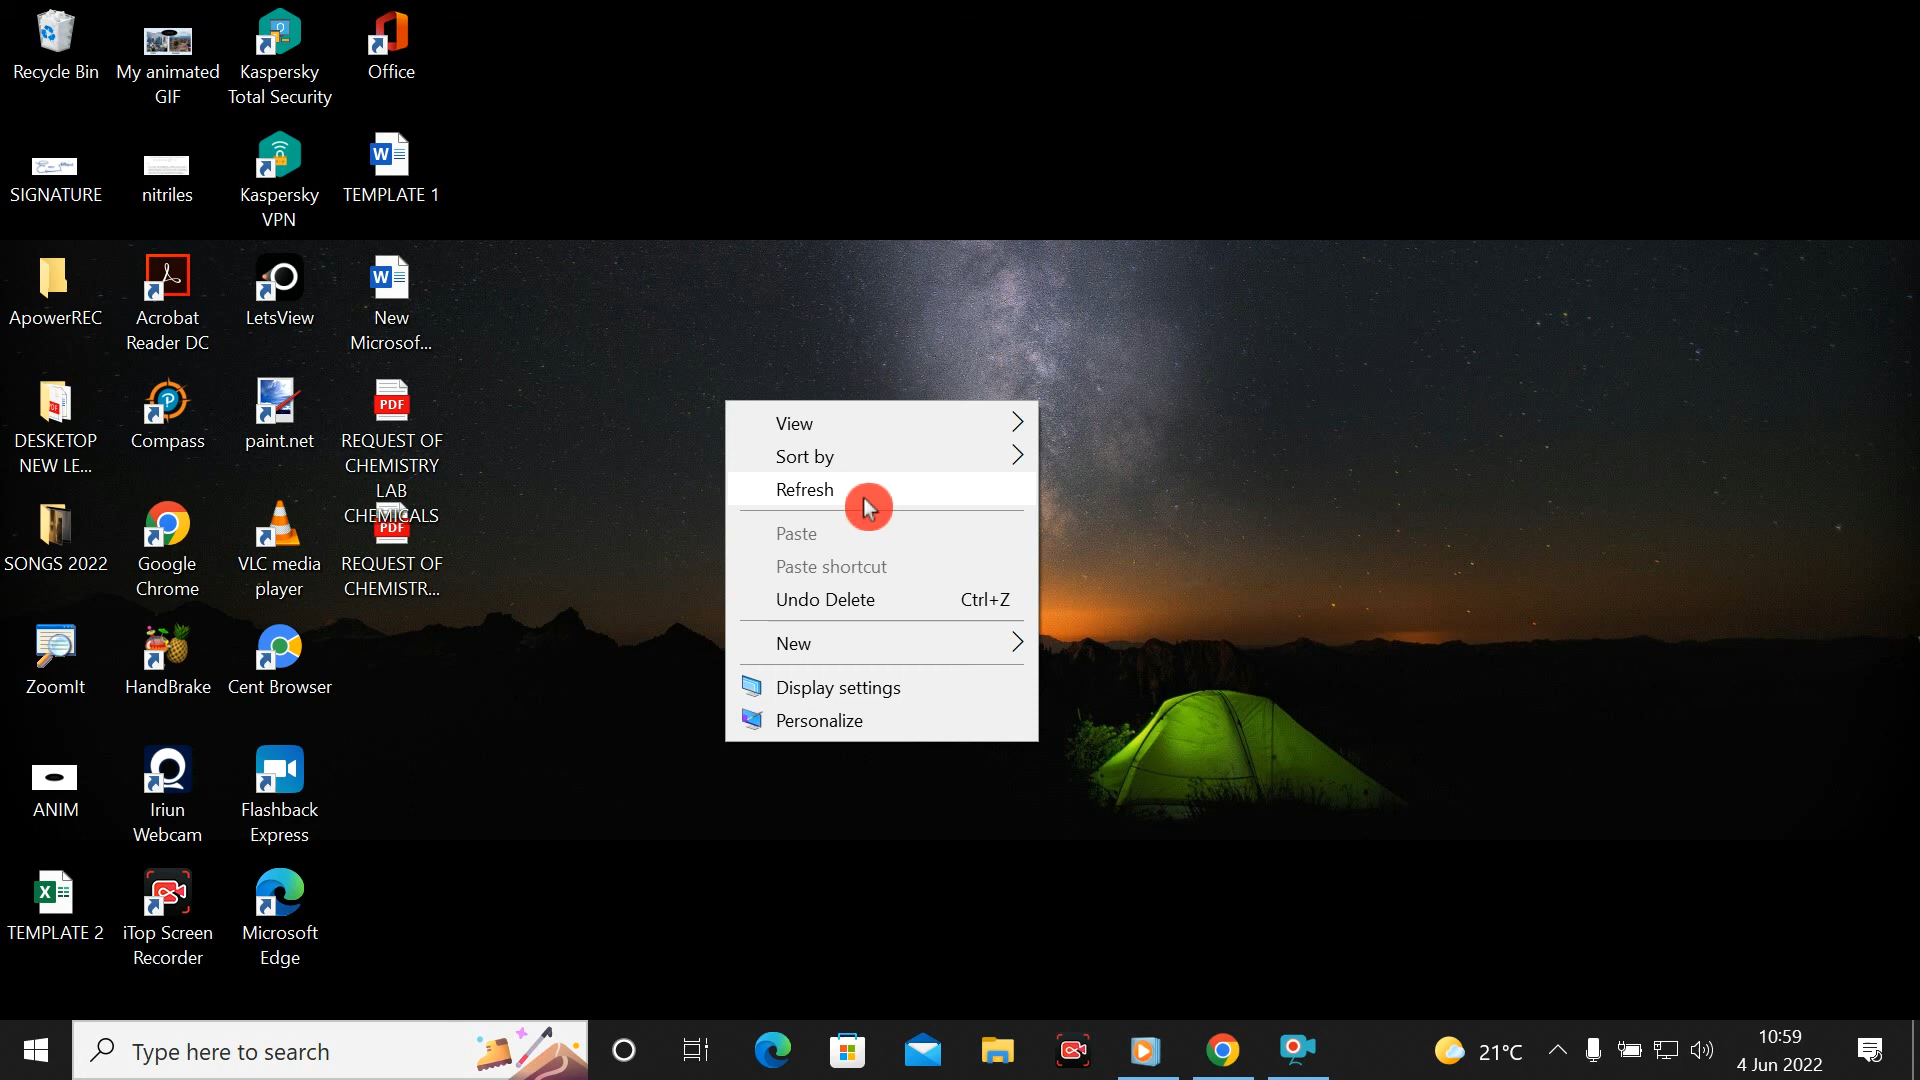 Recycle Bin
My animated
GIF
Kaspersky
Total Security
Office
SIGNATURE
nitriles
Kaspersky
VPN
TEMPLATE 1
ApowerREC
Acrobat
Reader DC
LetsView
New
Microsof...
DESKETOP
NEW LE...
Compass
paint.net
PDF
REQUEST OF
CHEMISTRY
LAB
CHEMICALS
SONGS 2022
Google
Chrome
VLC media
player
PDF
REQUEST OF
CHEMISTR...
ZoomIt
HandBrake
Cent Browser
ANIM
Iriun
Webcam
Flashback
Express
TEMPLATE 2
iTop Screen
Recorder
Microsoft
Edge
View
Sort by
Refresh
Paste
Paste shortcut
Undo Delete Ctrl+Z
New
Display settings
Personalize
Type here to search
21°C
10:59
4 Jun 2022